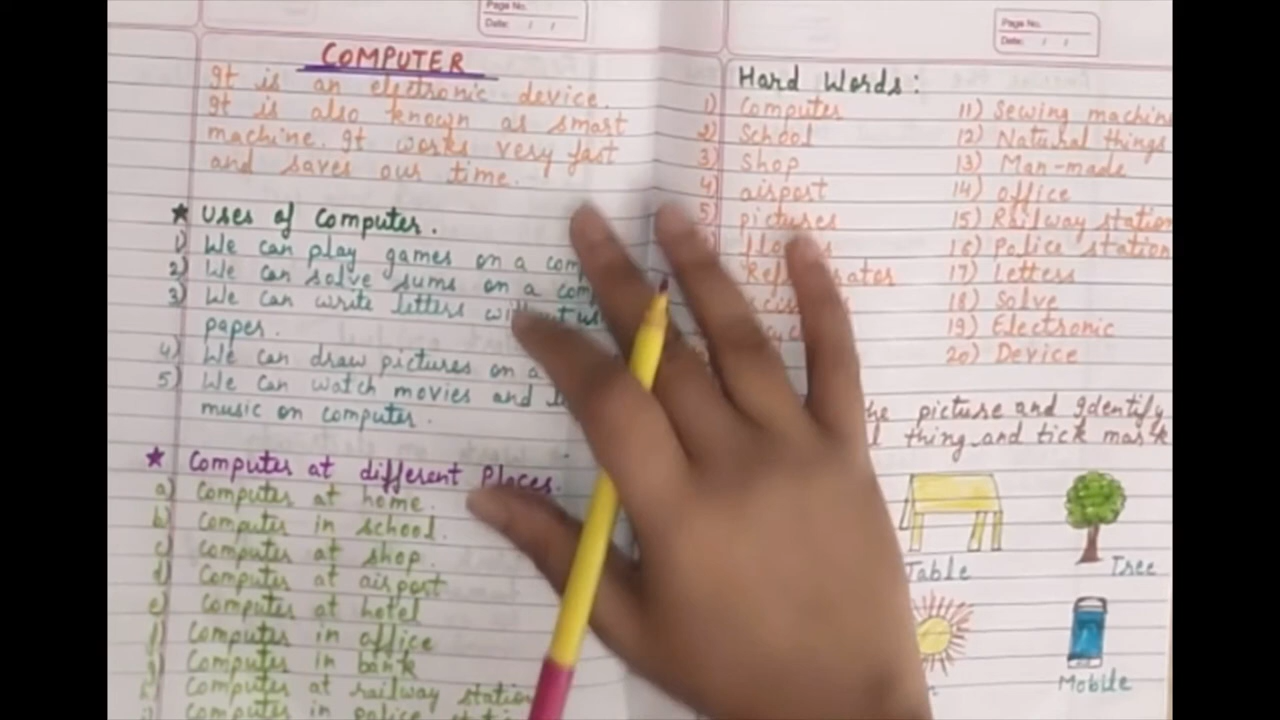 Page No.
Date: / /
COMPUTER
It is an electronic device.
It is also known as smart
machine. It works very fast
and saves our time.
★ Uses of Computer.
1) We can play games on a
2) We can solve sums on a
3) We can write letters
paper.
4) We can draw pictures on a
5) We can watch movies and
music on computer.
★ Computer at different Places.
a) Computer at home.
b) Computer in school.
c) Computer at shop.
d) Computer at airport
e) Computer at hotel
f) Computer in office
g) Computer in bank
Computer at railway
Computer in police
Page No.
Date: / /
Hard Words:
1) Computer
2) School
3) Shop
4) airport
5) pictures
11) Sewing
12) Natural things
13) Man-made
14) office
15) Railway
16) Police
17) Letters
18) Solve
19) Electronic
20) Device
picture and Identify
thing and tick mark
Table
Tree
Mobile